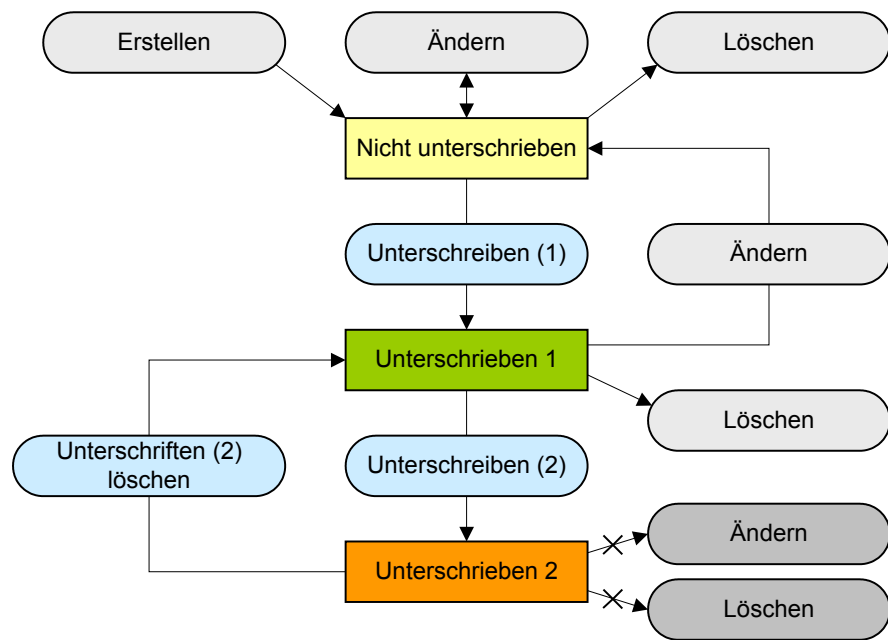 Erstellen
Ändern
Löschen
Nicht unterschrieben
Unterschreiben (1)
Ändern
Unterschrieben 1
Löschen
Unterschriften (2)
löschen
Unterschreiben (2)
Ändern
Unterschrieben 2
Löschen